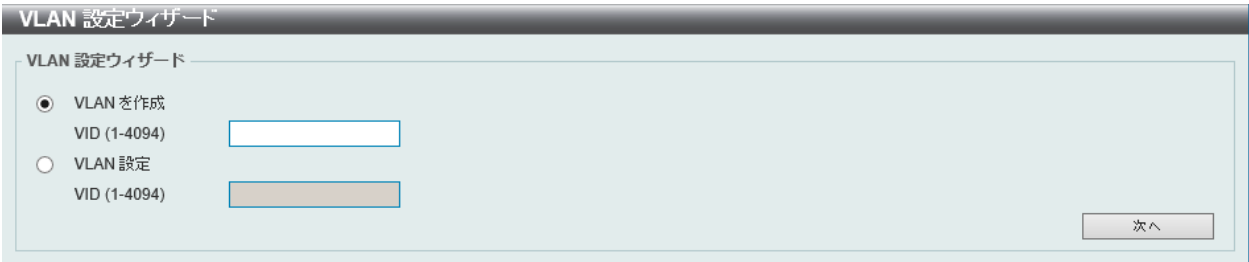 VLAN 設定ウィザード
VLAN 設定ウィザード
VLAN を作成
VID (1-4094)
VLAN 設定
VID (1-4094)
次へ